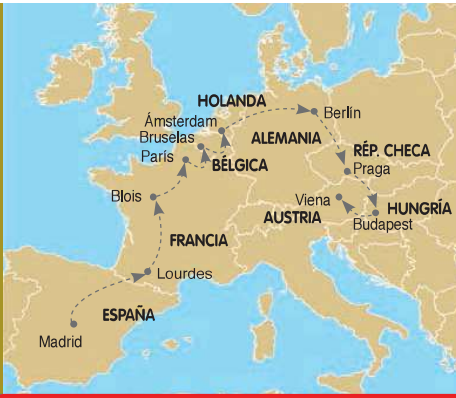 HOLANDA
Ámsterdam
Berlín
Bruselas
ALEMANIA
París
BÉLGICA
RÉP. CHECA
Praga
Blois
Viena
HUNGRÍA
AUSTRIA
Budapest
FRANCIA
Lourdes
ESPAÑA
Madrid